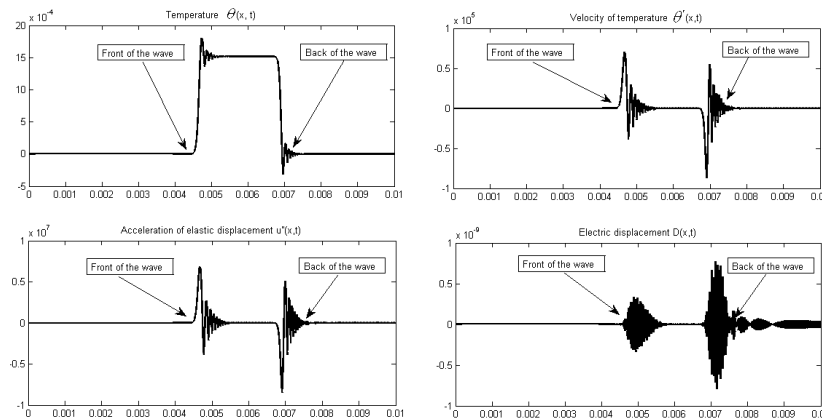 Temperature θ(x, t)
20 x 10⁻⁴
15
10
5
0
-5
Front of the wave
Back of the wave
0 0.001 0.002 0.003 0.004 0.005 0.006 0.007 0.008 0.009 0.01
Velocity of temperature θ'(x,t)
1 x 10⁵
0.5
0
-0.5
-1
Front of the wave
Back of the wave
0 0.001 0.002 0.003 0.004 0.005 0.006 0.007 0.008 0.009 0.01
Acceleration of elastic displacement u"(x,t)
1 x 10⁷
0.5
0
-0.5
-1
Front of the wave
Back of the wave
0 0.001 0.002 0.003 0.004 0.005 0.006 0.007 0.008 0.009 0.01
Electric displacement D(x,t)
1 x 10⁻⁹
0.5
0
-0.5
-1
Front of the wave
Back of the wave
0 0.001 0.002 0.003 0.004 0.005 0.006 0.007 0.008 0.009 0.01